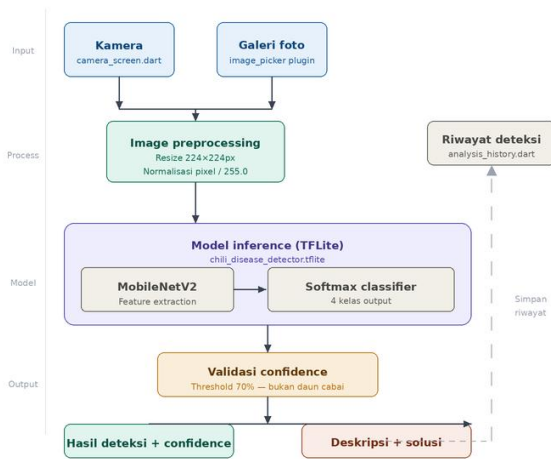 Input
Kamera
camera_screen.dart
Galeri foto
image_picker plugin
Process
Image preprocessing
Resize 224×224px
Normalisasi pixel / 255.0
Riwayat deteksi
analysis_history.dart
Model
Model inference (TFLite)
chili_disease_detector.tflite
MobileNetV2
Feature extraction
Softmax classifier
4 kelas output
Simpan
riwayat
Output
Validasi confidence
Threshold 70% — bukan daun cabai
Hasil deteksi + confidence
Deskripsi + solusi